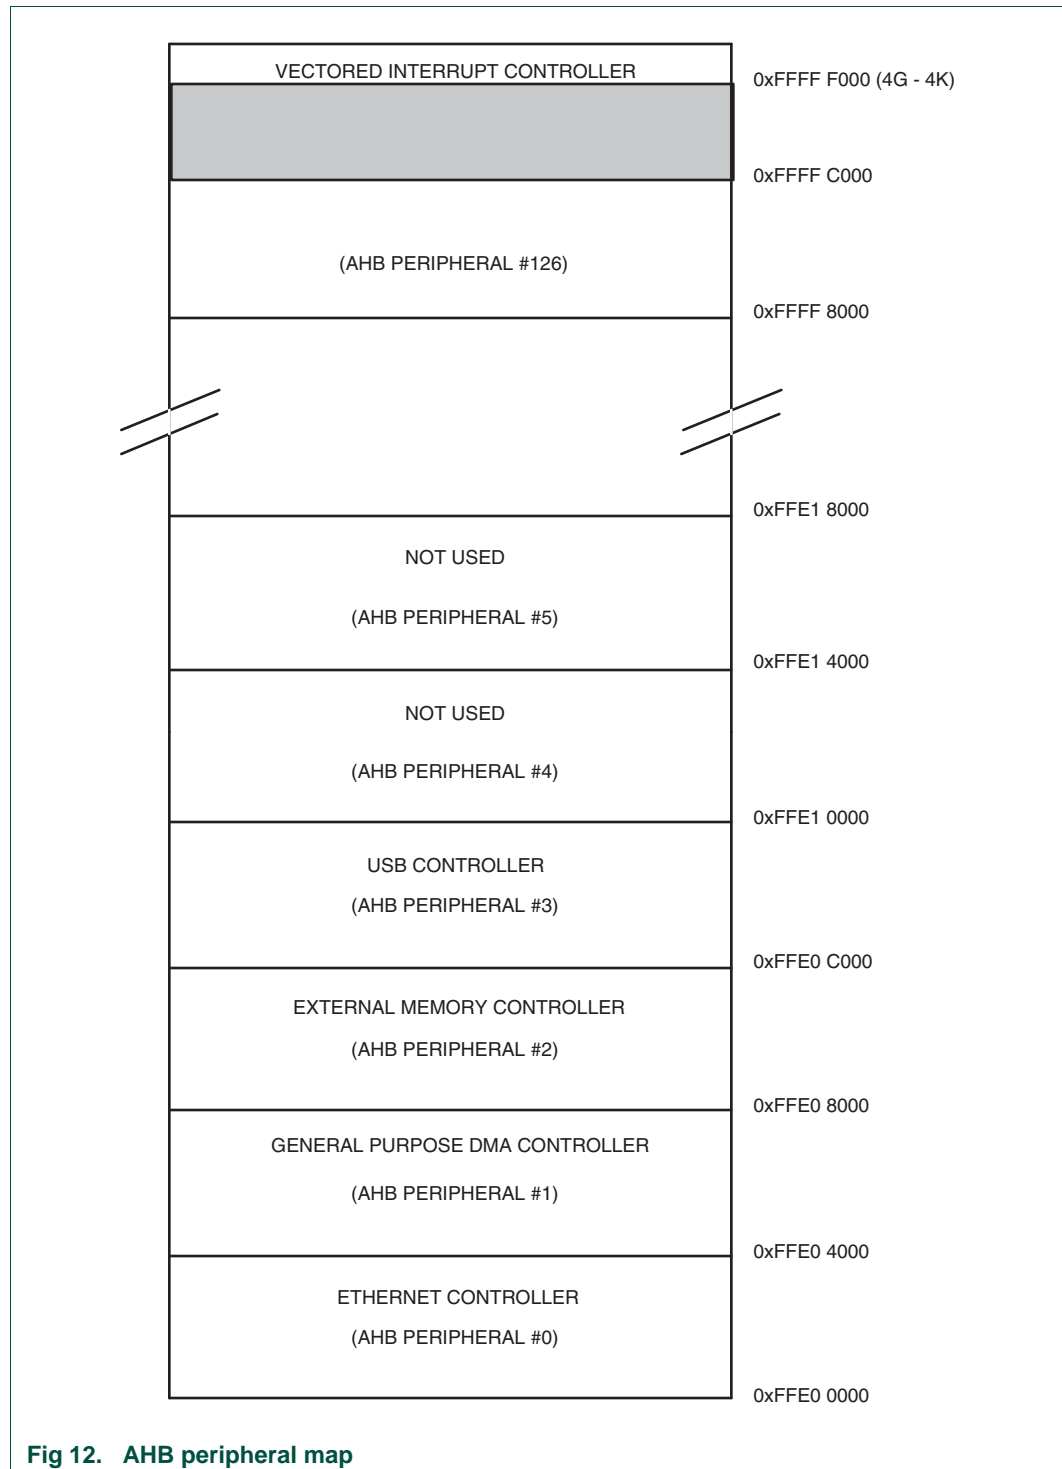 VECTORED INTERRUPT CONTROLLER
0xFFFF F000 (4G - 4K)
0xFFFF C000
(AHB PERIPHERAL #126)
0xFFFF 8000
0xFFE1 8000
NOT USED
(AHB PERIPHERAL #5)
0xFFE1 4000
NOT USED
(AHB PERIPHERAL #4)
0xFFE1 0000
USB CONTROLLER
(AHB PERIPHERAL #3)
0xFFE0 C000
EXTERNAL MEMORY CONTROLLER
(AHB PERIPHERAL #2)
0xFFE0 8000
GENERAL PURPOSE DMA CONTROLLER
(AHB PERIPHERAL #1)
0xFFE0 4000
ETHERNET CONTROLLER
(AHB PERIPHERAL #0)
0xFFE0 0000
Fig 12. AHB peripheral map